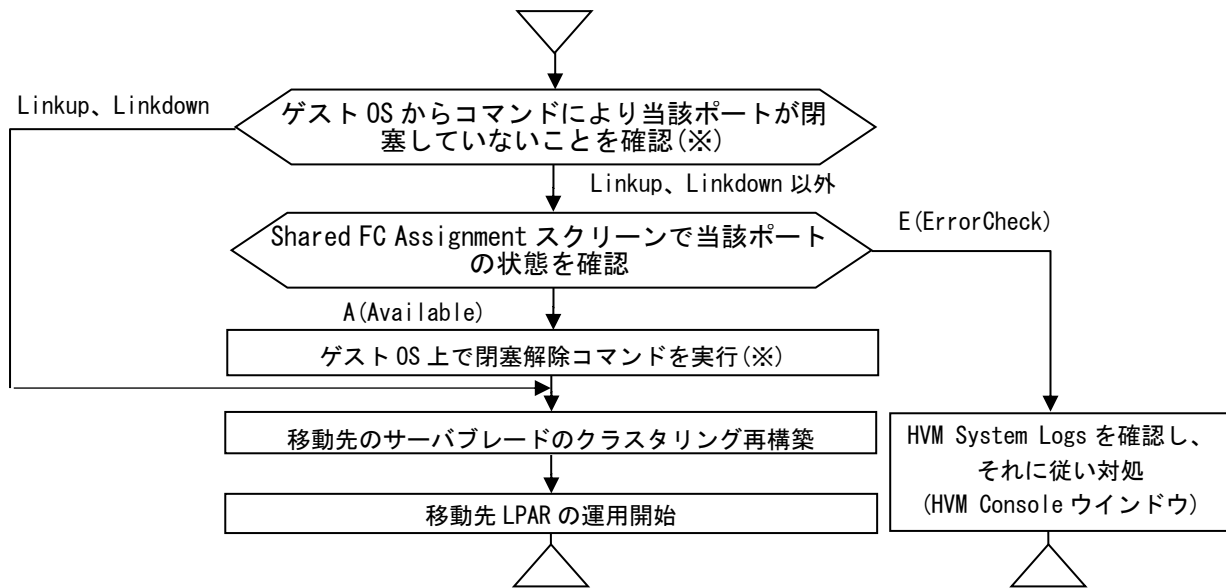 Linkup、Linkdown
ゲスト OS からコマンドにより当該ポートが閉
塞していないことを確認(※)
Linkup、Linkdown 以外
Shared FC Assignment スクリーンで当該ポート
の状態を確認
E(ErrorCheck)
A(Available)
ゲスト OS 上で閉塞解除コマンドを実行(※)
移動先のサーバブレードのクラスタリング再構築
移動先 LPAR の運用開始
HVM System Logs を確認し、
それに従い対処
(HVM Console ウインドウ)